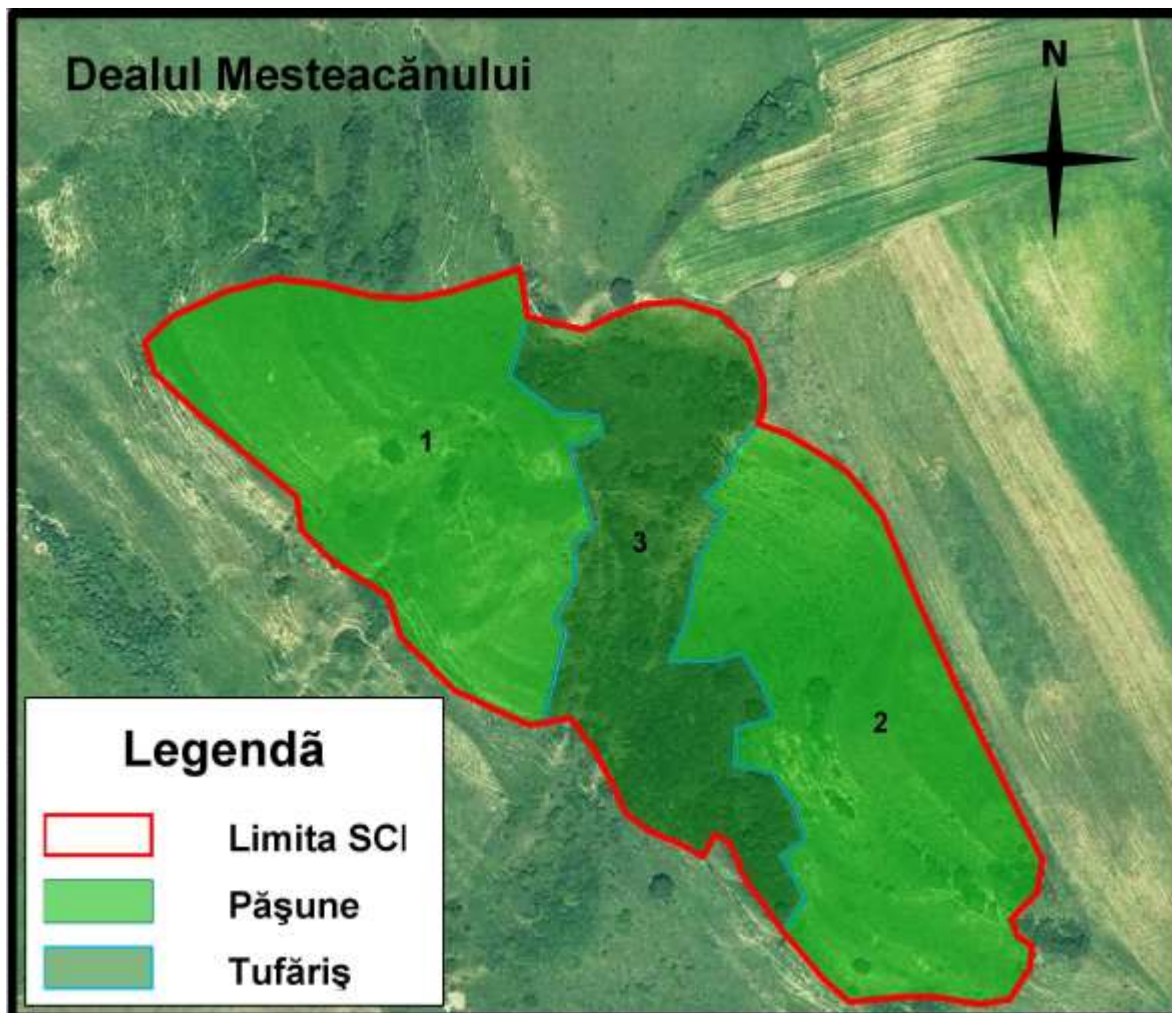 Dealul Mesteacănului
N
1
3
2
Legendã
Limita SCI
Păşune
Tufăriş